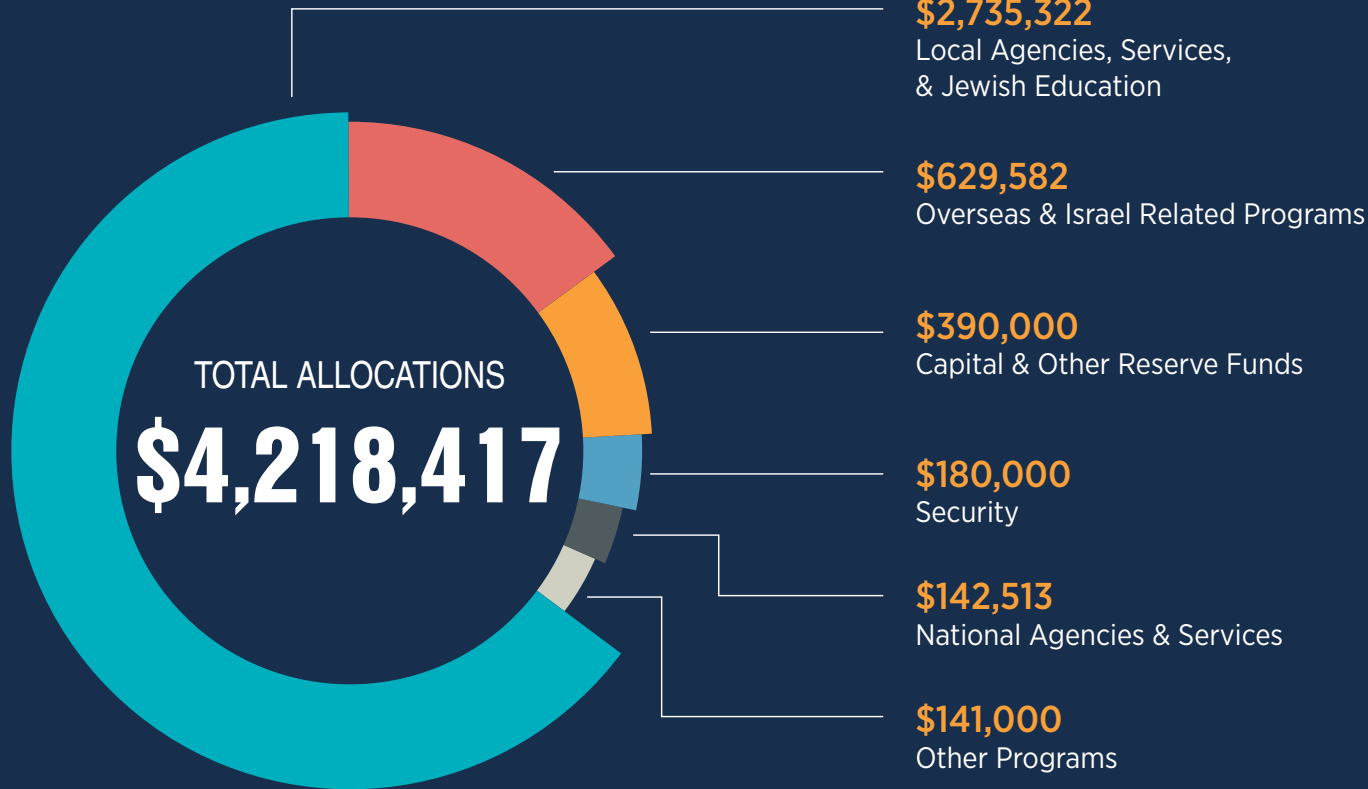 $2,735,322
Local Agencies, Services,
& Jewish Education
$629,582
Overseas & Israel Related Programs
$390,000
Capital & Other Reserve Funds
TOTAL ALLOCATIONS
$4,218,417
$180,000
Security
$142,513
National Agencies & Services
$141,000
Other Programs